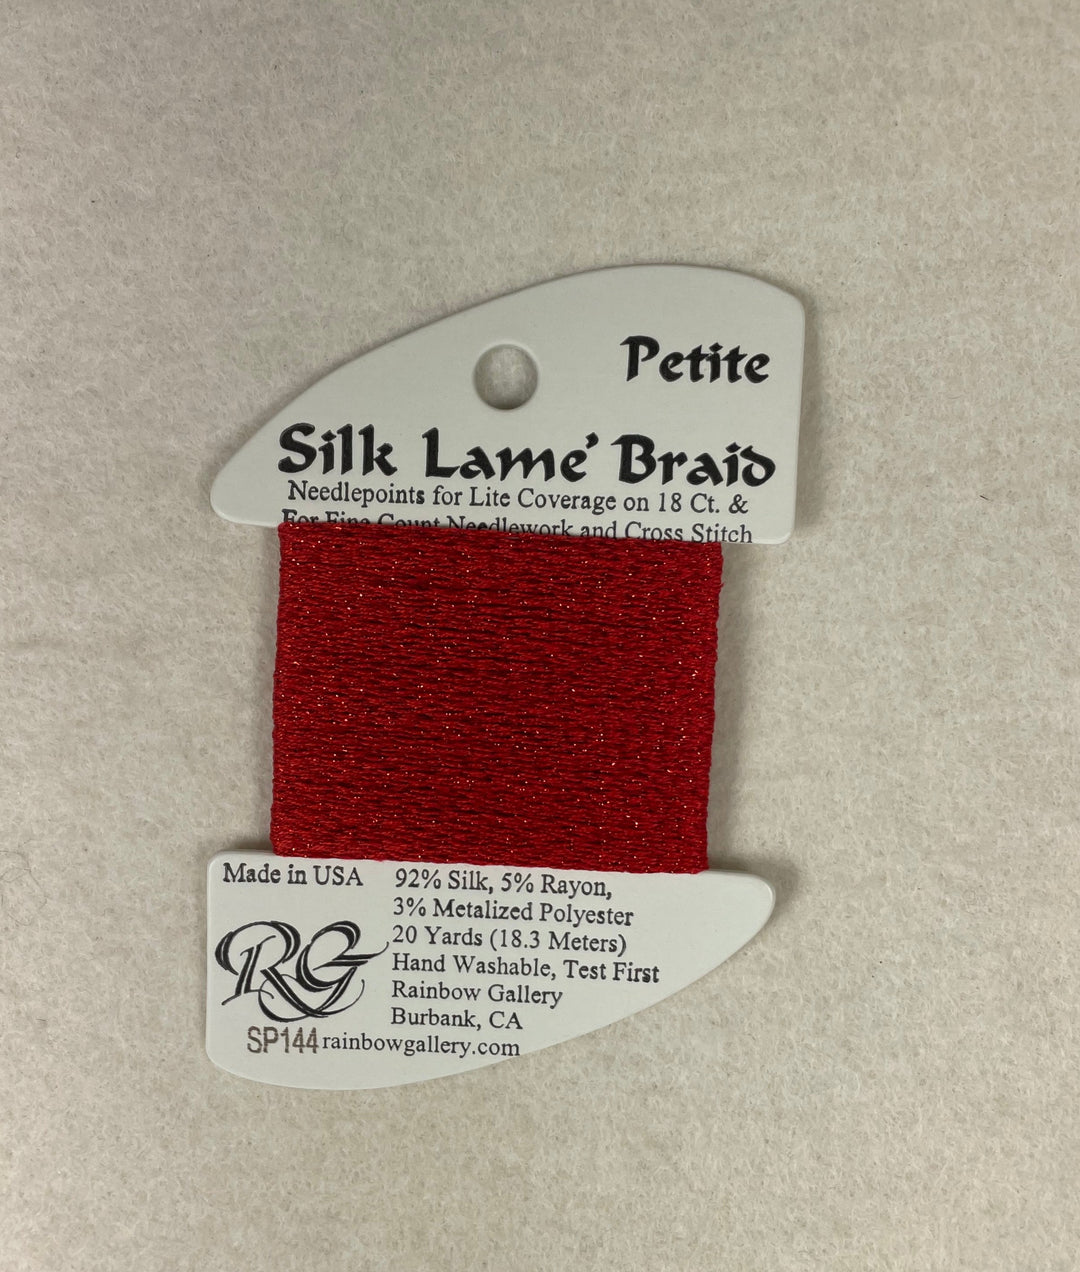 Petite
Silk Lame' Braid
Needlepoints for Lite Coverage on 18 Ct. &
For Fine Count Needlework and Cross Stitch
Made in USA
92% Silk, 5% Rayon,
3% Metalized Polyester
20 Yards (18.3 Meters)
Hand Washable, Test First
Rainbow Gallery
Burbank, CA
RG
SP144 rainbowgallery.com